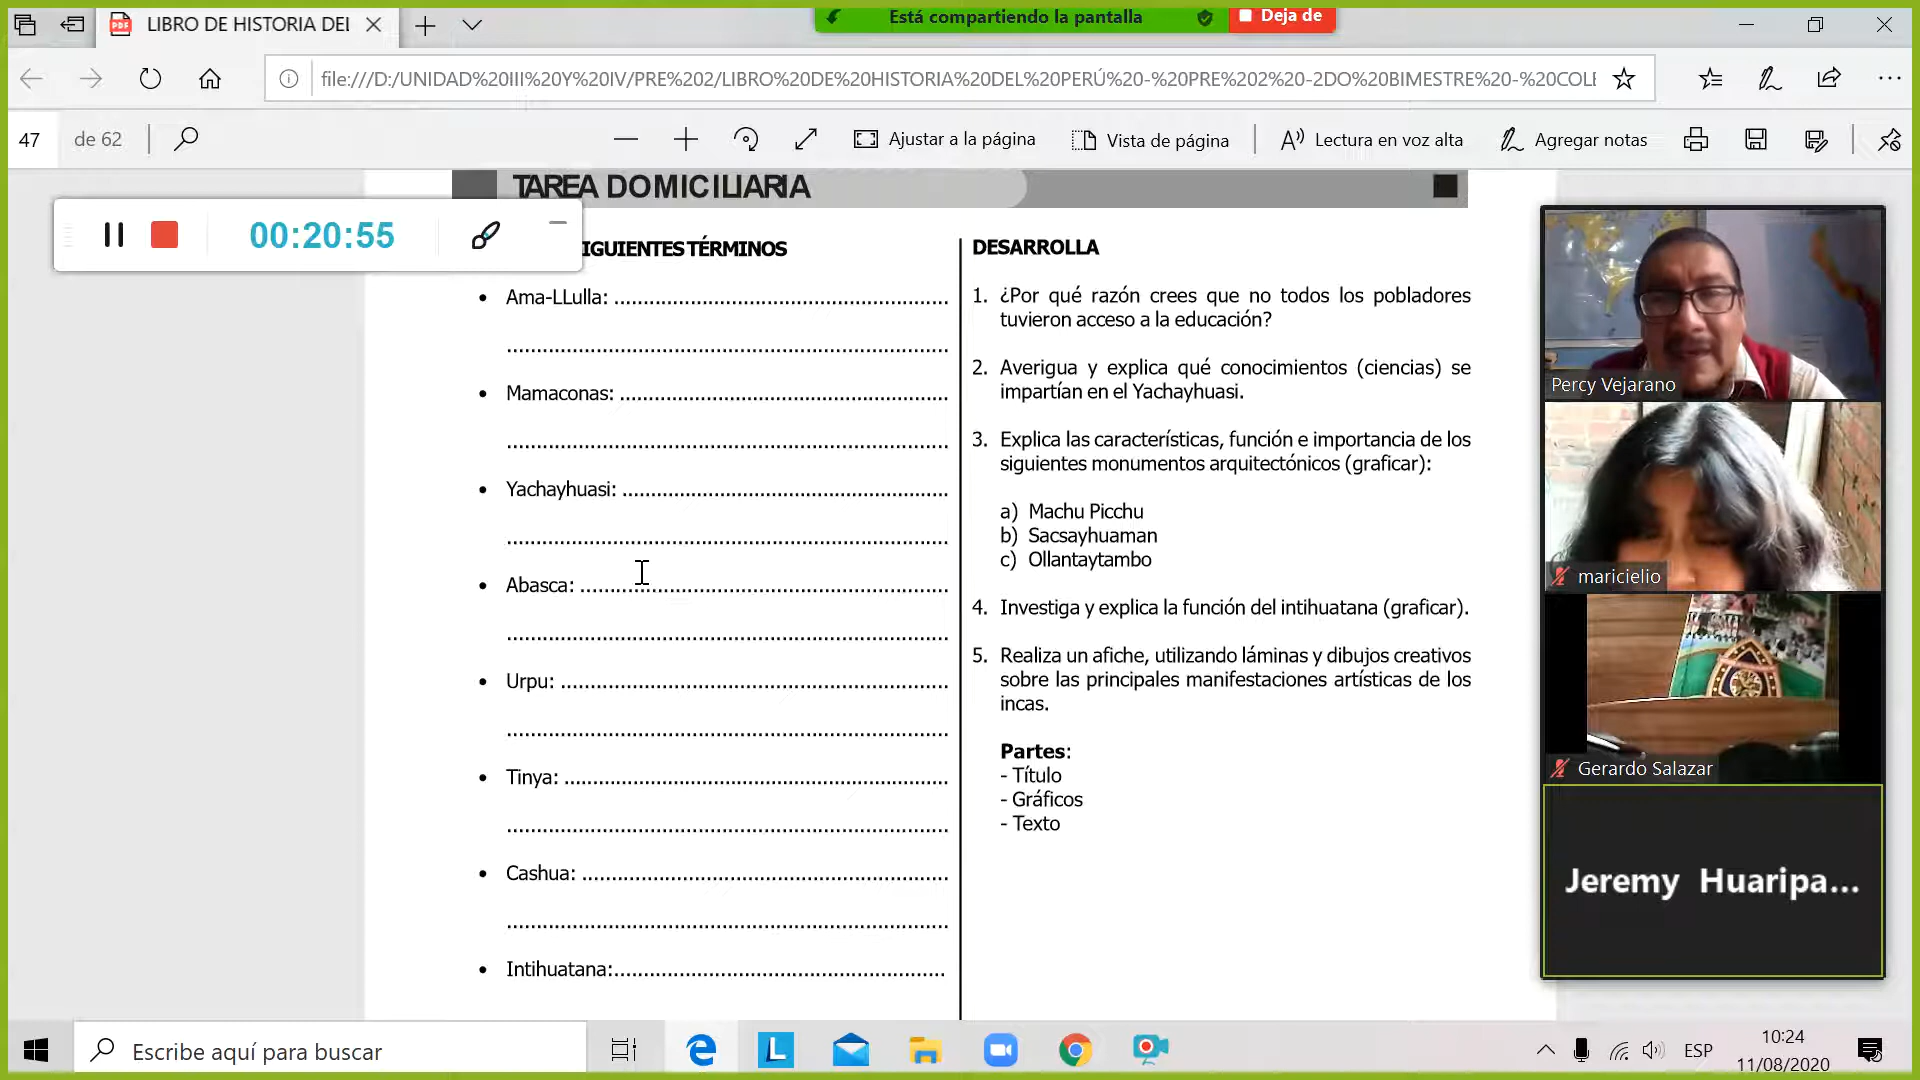 LIBRO DE HISTORIA DEL
Está compartiendo la pantalla
Deja de
file:///D:/UNIDAD%20III%20Y%20IV/PRE%202/LIBRO%20DE%20HISTORIA%20DEL%20PERÚ%20-%20PRE%202%20-2DO%20BIMESTRE%20-%20COLE
47 de 62
Ajustar a la página
Vista de página
Lectura en voz alta
Agregar notas
TAREA DOMICILIARIA
00:20:55
IGUIENTES TÉRMINOS
• Ama-LLulla: ............................................
..................................................................
• Mamaconas: ............................................
..................................................................
• Yachayhuasi: ............................................
..................................................................
• Abasca: ............................................
..................................................................
• Urpu: ............................................
..................................................................
• Tinya: ............................................
..................................................................
• Cashua: ............................................
..................................................................
• Intihuatana:............................................
DESARROLLA
1. ¿Por qué razón crees que no todos los pobladores
tuvieron acceso a la educación?
2. Averigua y explica qué conocimientos (ciencias) se
impartían en el Yachayhuasi.
3. Explica las características, función e importancia de los
siguientes monumentos arquitectónicos (graficar):
a) Machu Picchu
b) Sacsayhuaman
c) Ollantaytambo
4. Investiga y explica la función del intihuatana (graficar).
5. Realiza un afiche, utilizando láminas y dibujos creativos
sobre las principales manifestaciones artísticas de los
incas.
Partes:
- Título
- Gráficos
- Texto
Percy Vejarano
maricielio
Gerardo Salazar
Jeremy Huaripa...
Escribe aquí para buscar
L
ESP
10:24
11/08/2020